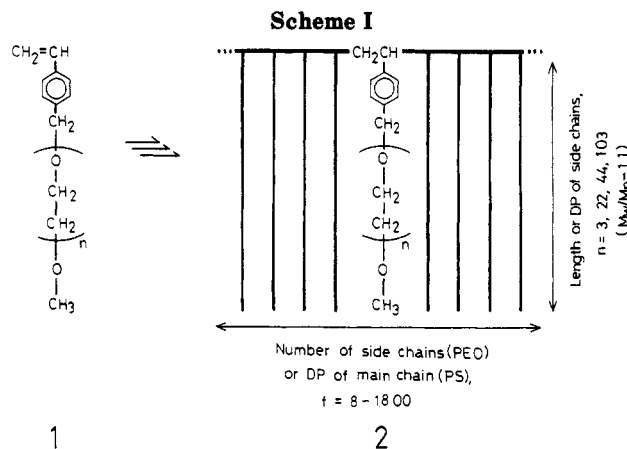 Scheme I
CH2=CH
CH2
O
CH2
CH2
n
O
CH3
1
CH2CH
CH2
O
CH2
CH2
n
O
CH3
Length or DP of side chains,
n = 3, 22, 44, 103
(Mw/Mn=1.1)
Number of side chains (PEO)
or DP of main chain (PS),
f = 8 - 1800
2